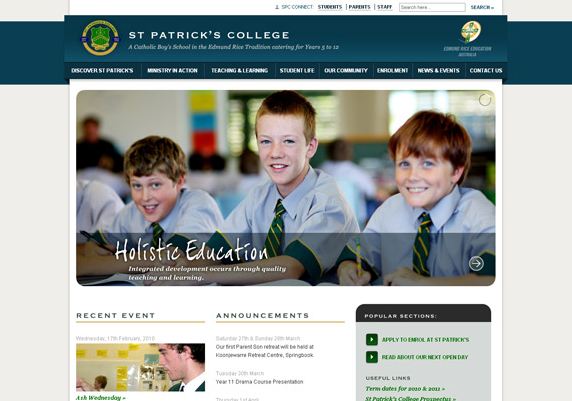 SPC CONNECT: STUDENTS | PARENTS | STAFF Search here... SEARCH »
ST PATRICK'S COLLEGE
A Catholic Boy's School in the Edmund Rice Tradition catering for Years 5 to 12
EDMUND RICE EDUCATION
AUSTRALIA
DISCOVER ST PATRICK'S MINISTRY IN ACTION TEACHING & LEARNING STUDENT LIFE OUR COMMUNITY ENROLMENT NEWS & EVENTS CONTACT US
Holistic Education
Integrated development occurs through quality
teaching and learning.
RECENT EVENT
Wednesday, 17th February, 2010
Ash Wednesday »
ANNOUNCEMENTS
Saturday 27th & Sunday 28th March
Our first Parent Son retreat will be held at
Koonjewarre Retreat Centre, Springbook.
Tuesday 30th March
Year 11 Drama Course Presentation
Thursday 1st April
POPULAR SECTIONS:
APPLY TO ENROL AT ST PATRICK'S
READ ABOUT OUR NEXT OPEN DAY
USEFUL LINKS
Term dates for 2010 & 2011 »
St Patrick's College Prospectus »